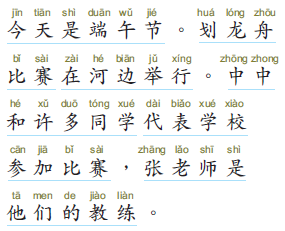 jīn tiān shì duān wǔ jié huá lóng zhōu
今天是端午节。划龙舟
bǐ sài zài hé biān jǔ xíng zhōng zhong
比赛在河边举行。中中
hé xǔ duō tóng xué dài biǎo xué xiào
和许多同学代表学校
cān jiā bǐ sài zhāng lǎo shī shì
参加比赛，张老师是
tā men de jiào liàn
他们的教练。